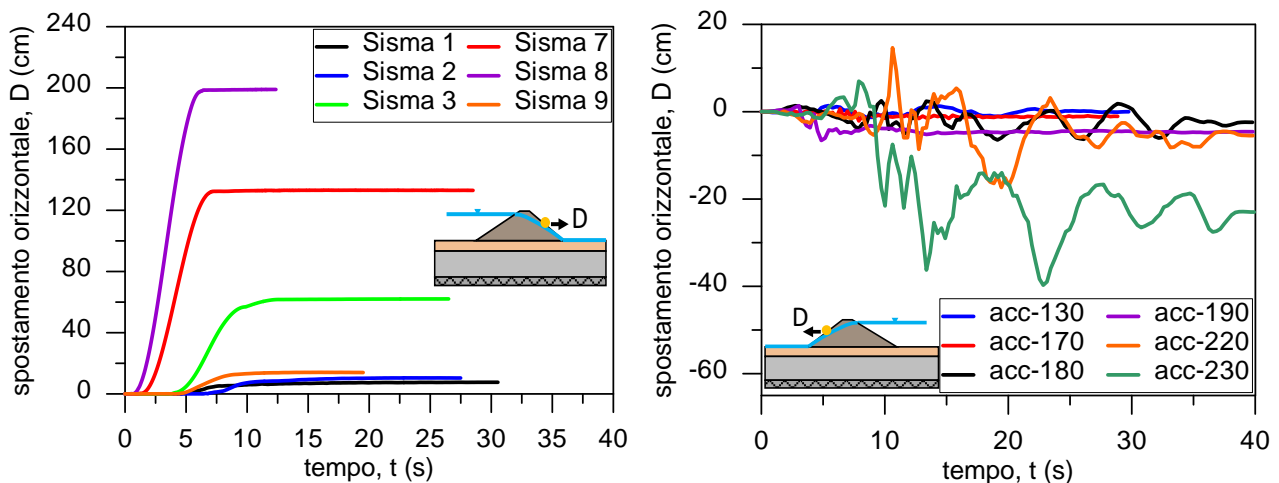 spostamento orizzontale, D (cm)
240
200
160
120
80
40
0
0 5 10 15 20 25 30 35 40
tempo, t (s)
Sisma 1
Sisma 2
Sisma 3
Sisma 7
Sisma 8
Sisma 9
D
spostamento orizzontale, D (cm)
20
0
-20
-40
-60
0 10 20 30 40
tempo, t (s)
D
acc-130
acc-170
acc-180
acc-190
acc-220
acc-230